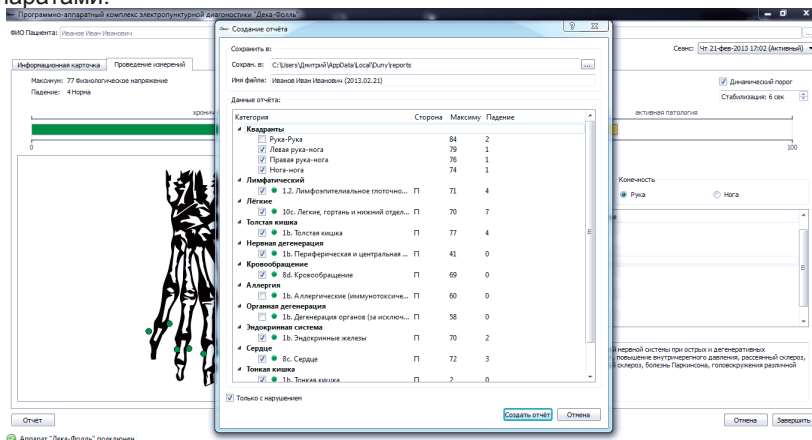 паратами.
Программно-аппаратный комплекс электропунктурной диагностики "Дека-Фолль"
ФИО Пациента: Иванов Иван Иванович
Сеанс: Чт 21-фев-2013 17:02 (Активный)
Информационная карточка Проведение измерений
Максимум: 77 Физиологическое напряжение
Падение: 4 Норма
Динамический порог
Стабилизация: 6 сек
хронич
активная патология
0 100
Конечность
Рука Нога
й нервной системы при острых и дегенеративных
, повышение внутричерепного давления, рассеянный склероз,
й склероз, болезнь Паркинсона, головокружения различной
Создание отчёта
Сохранить в:
Сохран. в: C:\Users\Дмитрий\AppData\Local\Duny\reports ...
Имя файла: Иванов Иван Иванович (2013.02.21)
Данные отчёта:
Категория Сторона Максиму Падение
Квадранты
Рука-Рука 84 2
Левая рука-нога 79 1
Правая рука-нога 76 1
Нога-нога 74 1
Лимфатический
1.2. Лимфоэпителиальное глоточно... П 71 4
Лёгкие
10c. Легкие, гортань и нижний отдел... П 70 7
Толстая кишка
1b. Толстая кишка П 77 4
Нервная дегенерация
1b. Периферическая и центральная ... П 41 0
Кровообращение
8d. Кровообращение П 69 0
Аллергия
1b. Аллергические (иммунотоксиче... П 60 0
Органная дегенерация
1b. Дегенерация органов (за исключ... П 58 0
Эндокринная система
1b. Эндокринные железы П 70 2
Сердце
8c. Сердце П 72 3
Тонкая кишка
1b. Тонкая кишка П 2 0
Только с нарушением
Создать отчёт Отмена
Отчёт Отмена Завершить
Аппарат "Дека-Фолль" подключен